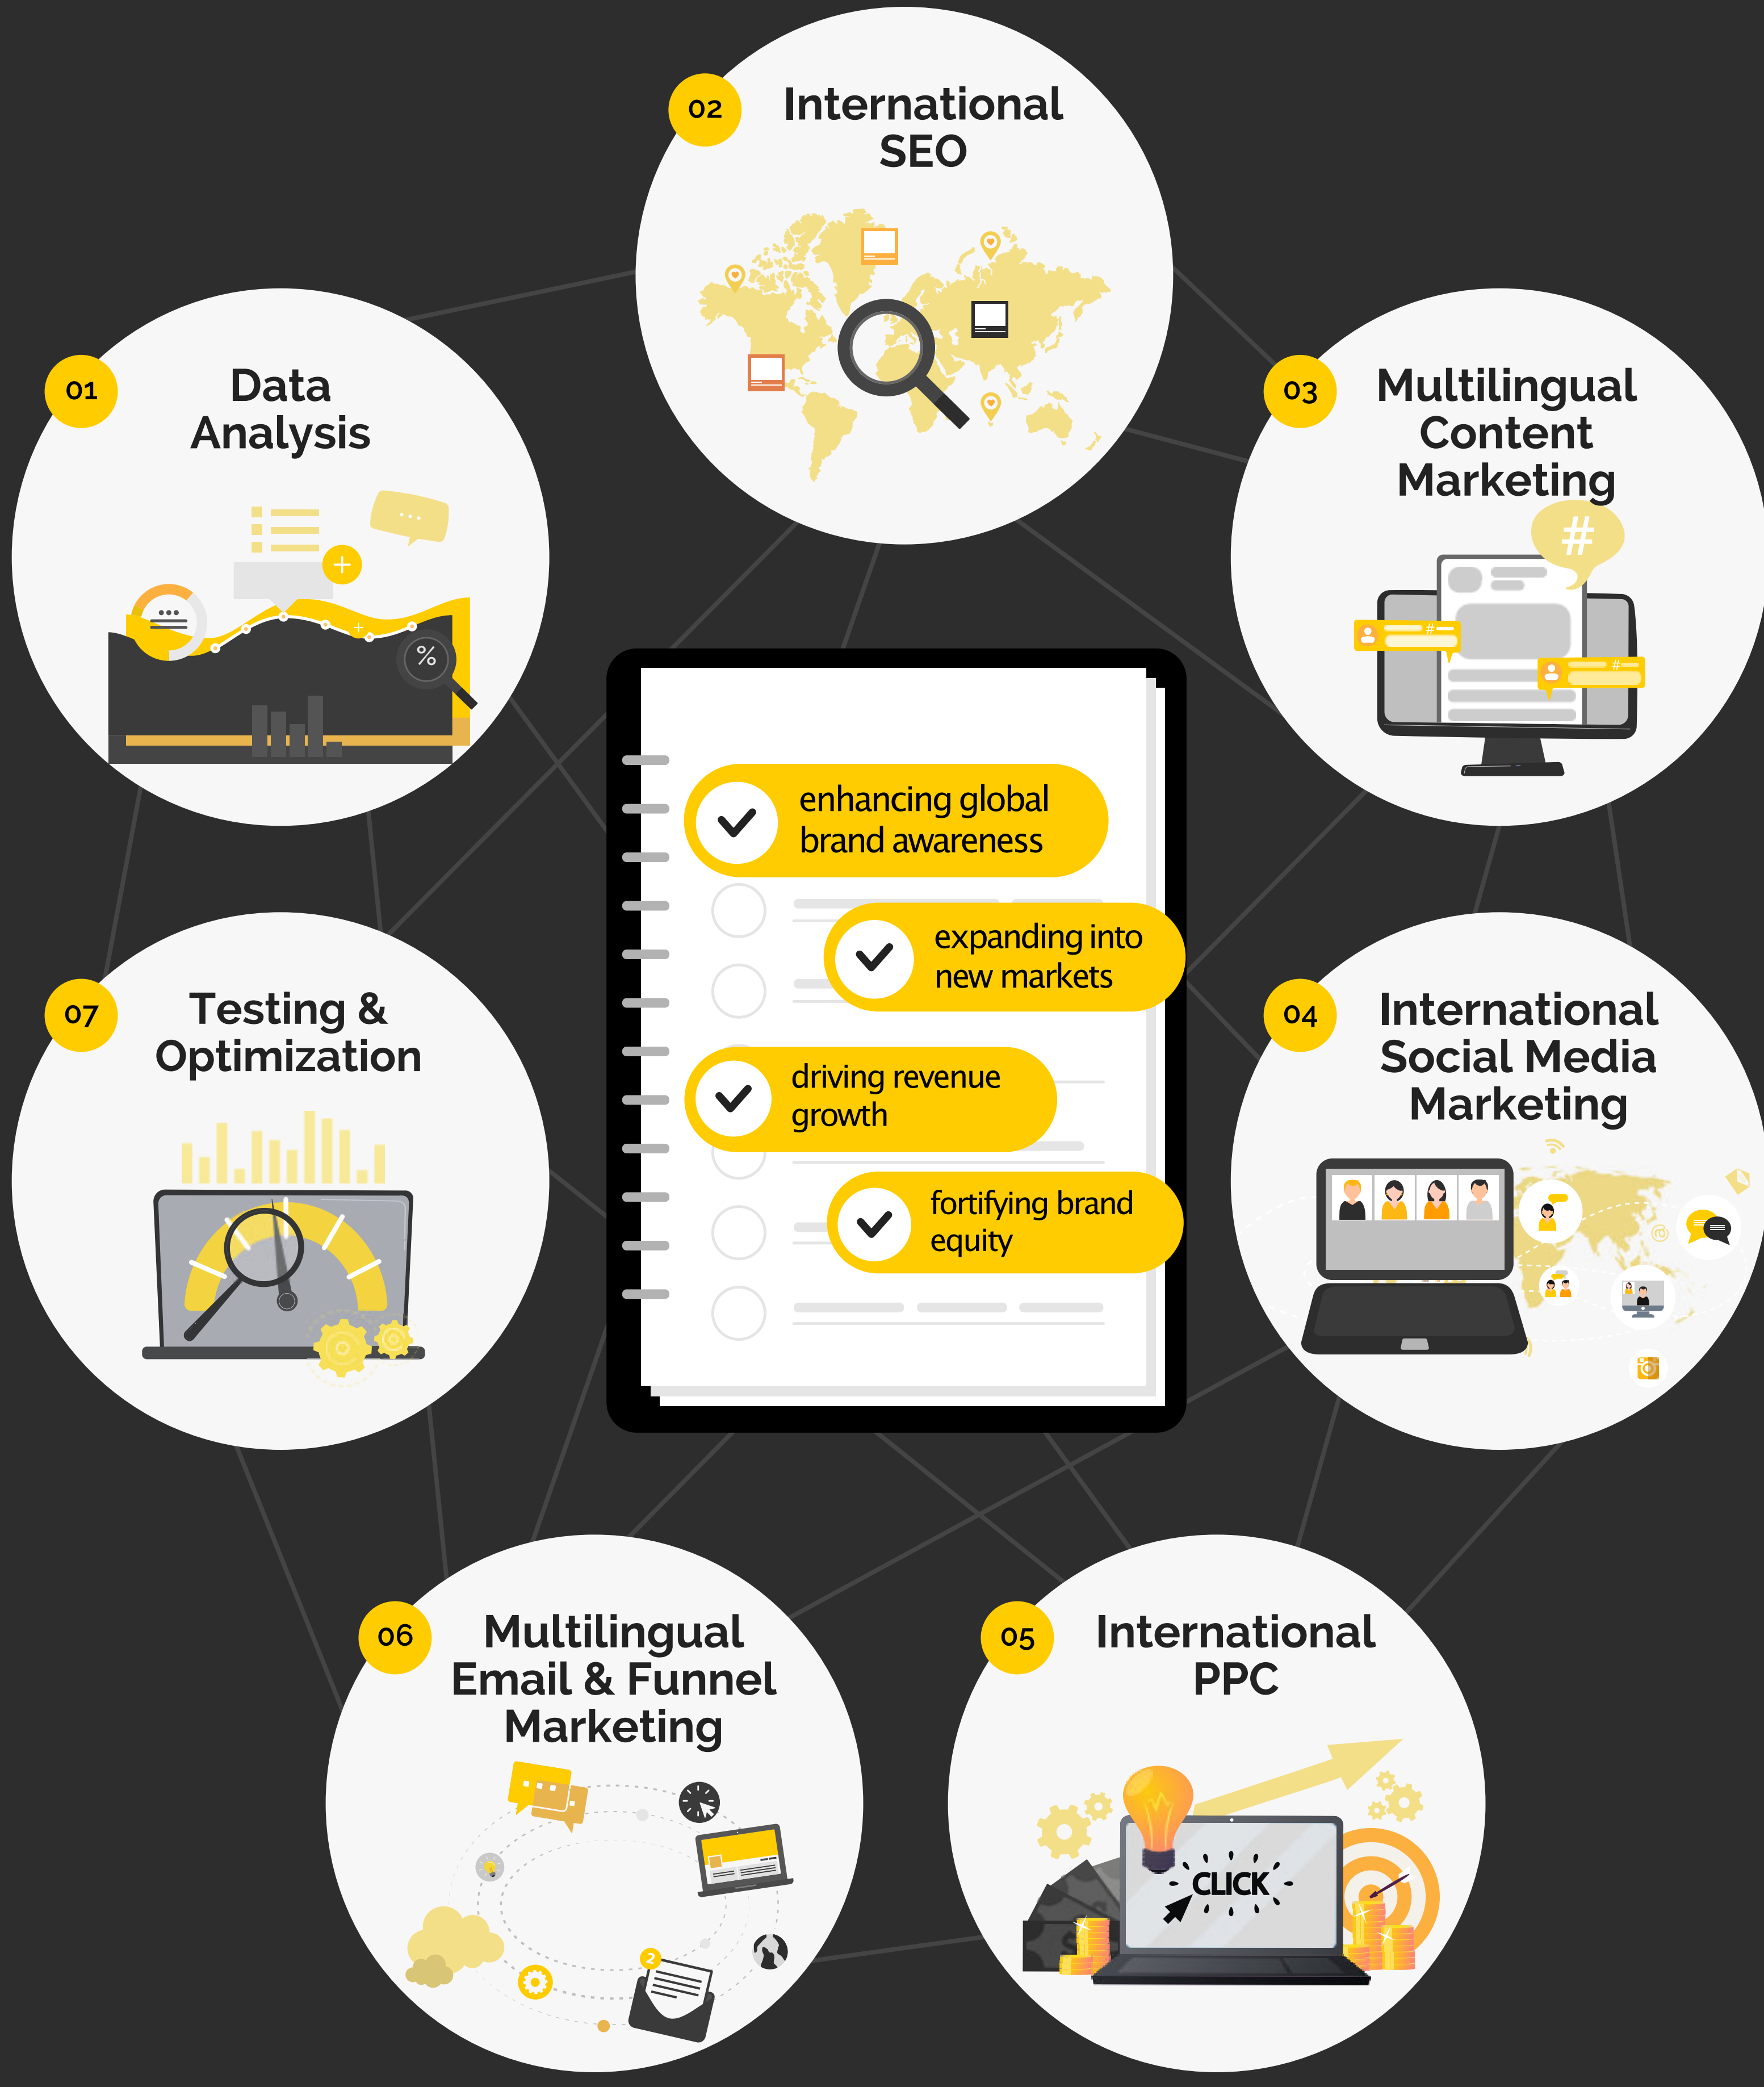 01
Data
Analysis
%
02
International
SEO
03
Multilingual
Content
Marketing
#
#
#
enhancing global
brand awareness
expanding into
new markets
driving revenue
growth
fortifying brand
equity
04
International
Social Media
Marketing
@
05
International
PPC
CLICK
06
Multilingual
Email & Funnel
Marketing
2
07
Testing &
Optimization